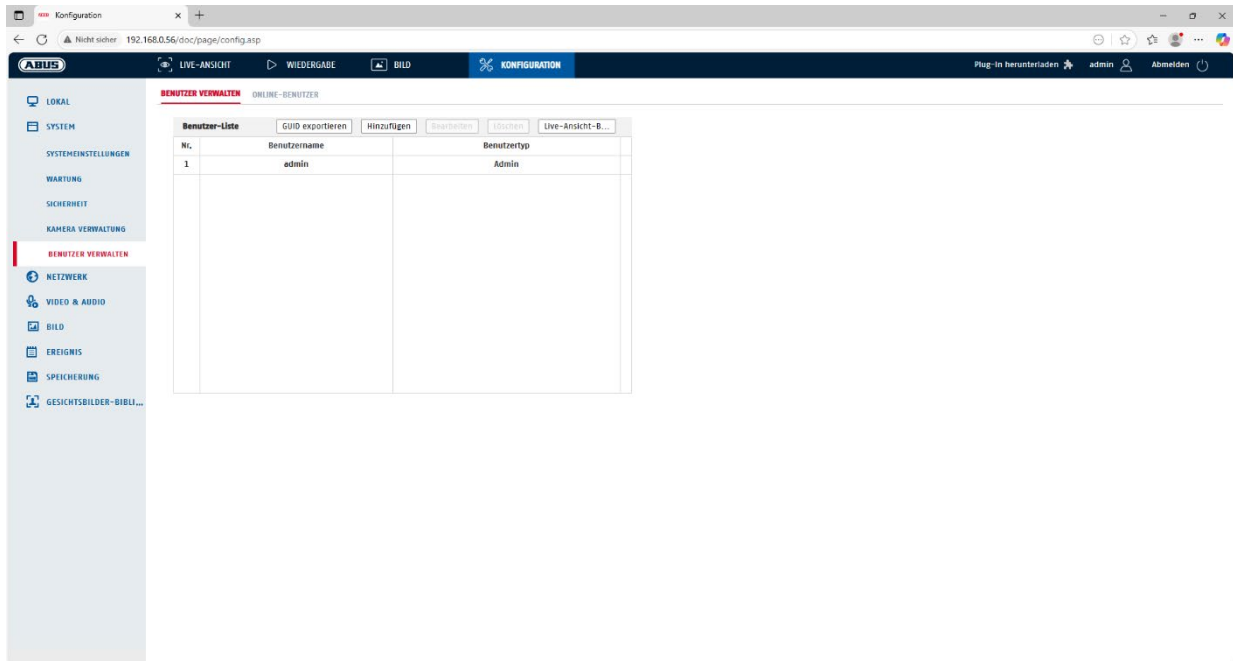 Konfiguration
Nicht sicher 192.168.0.56/doc/page/config.asp
ABUS LIVE-ANSICHT WIEDERGABE BILD KONFIGURATION Plug-in herunterladen admin Abmelden
BENUTZER VERWALTEN ONLINE-BENUTZER
LOKAL
SYSTEM
SYSTEMEINSTELLUNGEN
WARTUNG
SICHERHEIT
KAMERA VERWALTUNG
BENUTZER VERWALTEN
NETZWERK
VIDEO & AUDIO
BILD
EREIGNIS
SPEICHERUNG
GESICHTSBILDER-BIBLI...
Benutzer-Liste GUID exportieren Hinzufügen Bearbeiten Löschen Live-Ansicht-B...
Nr. Benutzername Benutzertyp
1 admin Admin